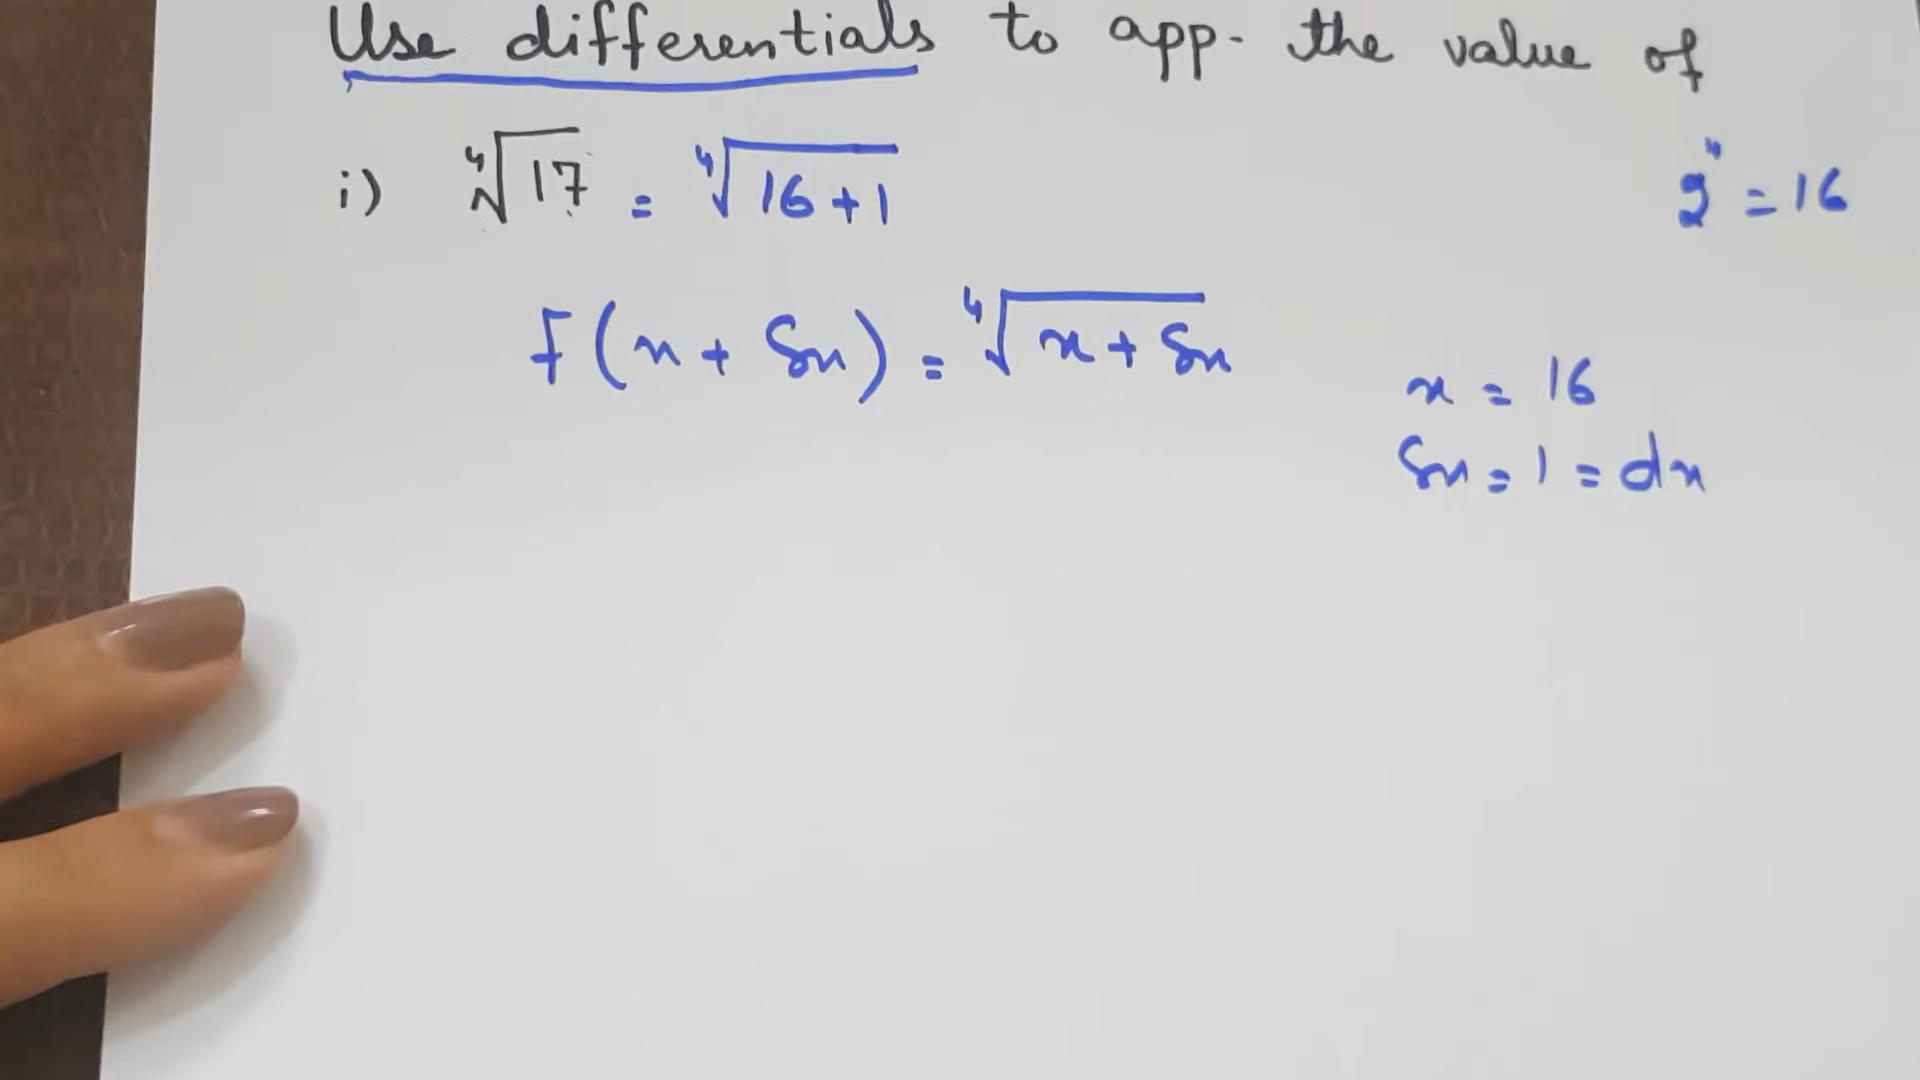 Use differentials to app. the value of
i) ⁴√17 = ⁴√16+1
2⁴ = 16
F(x + δx) = ⁴√x + δx
x = 16
δx = 1 = dx